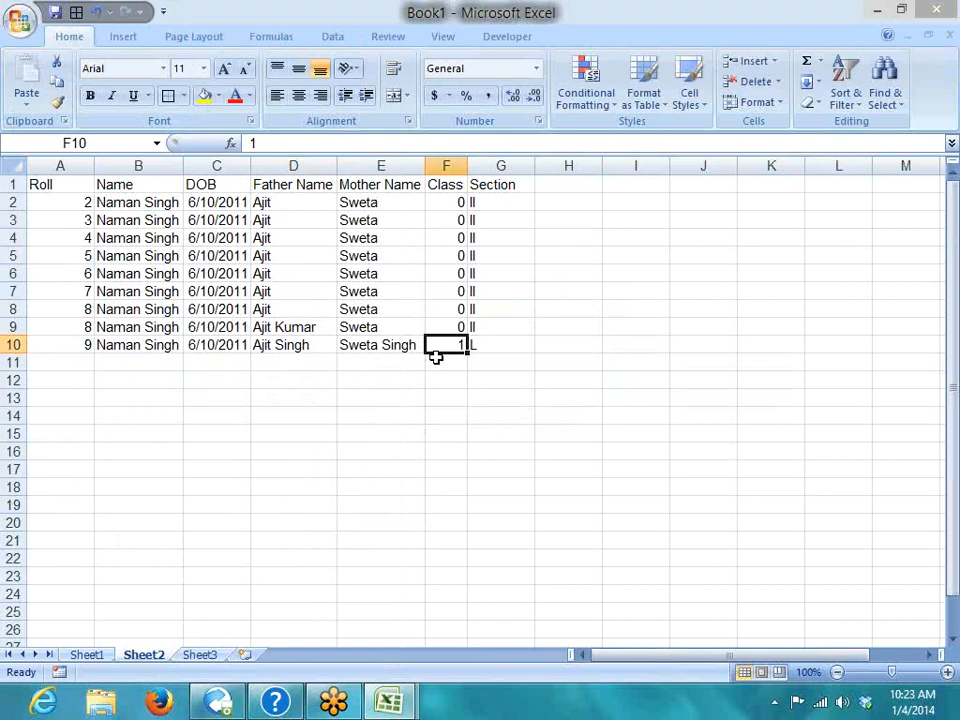 Book1 - Microsoft Excel
Home Insert Page Layout Formulas Data Review View Developer
Paste Arial 11 General Conditional Formatting Format as Table Cell Styles Insert Delete Format Sort & Filter Find & Select
B I U $ % ,
Clipboard Font Alignment Number Styles Cells Editing
F10 fx 1
A B C D E F G H I J K L M
1 Roll Name DOB Father Name Mother Name Class Section
2 2 Naman Singh 6/10/2011 Ajit Sweta 0 II
3 3 Naman Singh 6/10/2011 Ajit Sweta 0 II
4 4 Naman Singh 6/10/2011 Ajit Sweta 0 II
5 5 Naman Singh 6/10/2011 Ajit Sweta 0 II
6 6 Naman Singh 6/10/2011 Ajit Sweta 0 II
7 7 Naman Singh 6/10/2011 Ajit Sweta 0 II
8 8 Naman Singh 6/10/2011 Ajit Sweta 0 II
9 8 Naman Singh 6/10/2011 Ajit Kumar Sweta 0 II
10 9 Naman Singh 6/10/2011 Ajit Singh Sweta Singh 1 L
11
12
13
14
15
16
17
18
19
20
21
22
23
24
25
26
27
Sheet1 Sheet2 Sheet3
Ready 100%
10:23 AM
1/4/2014